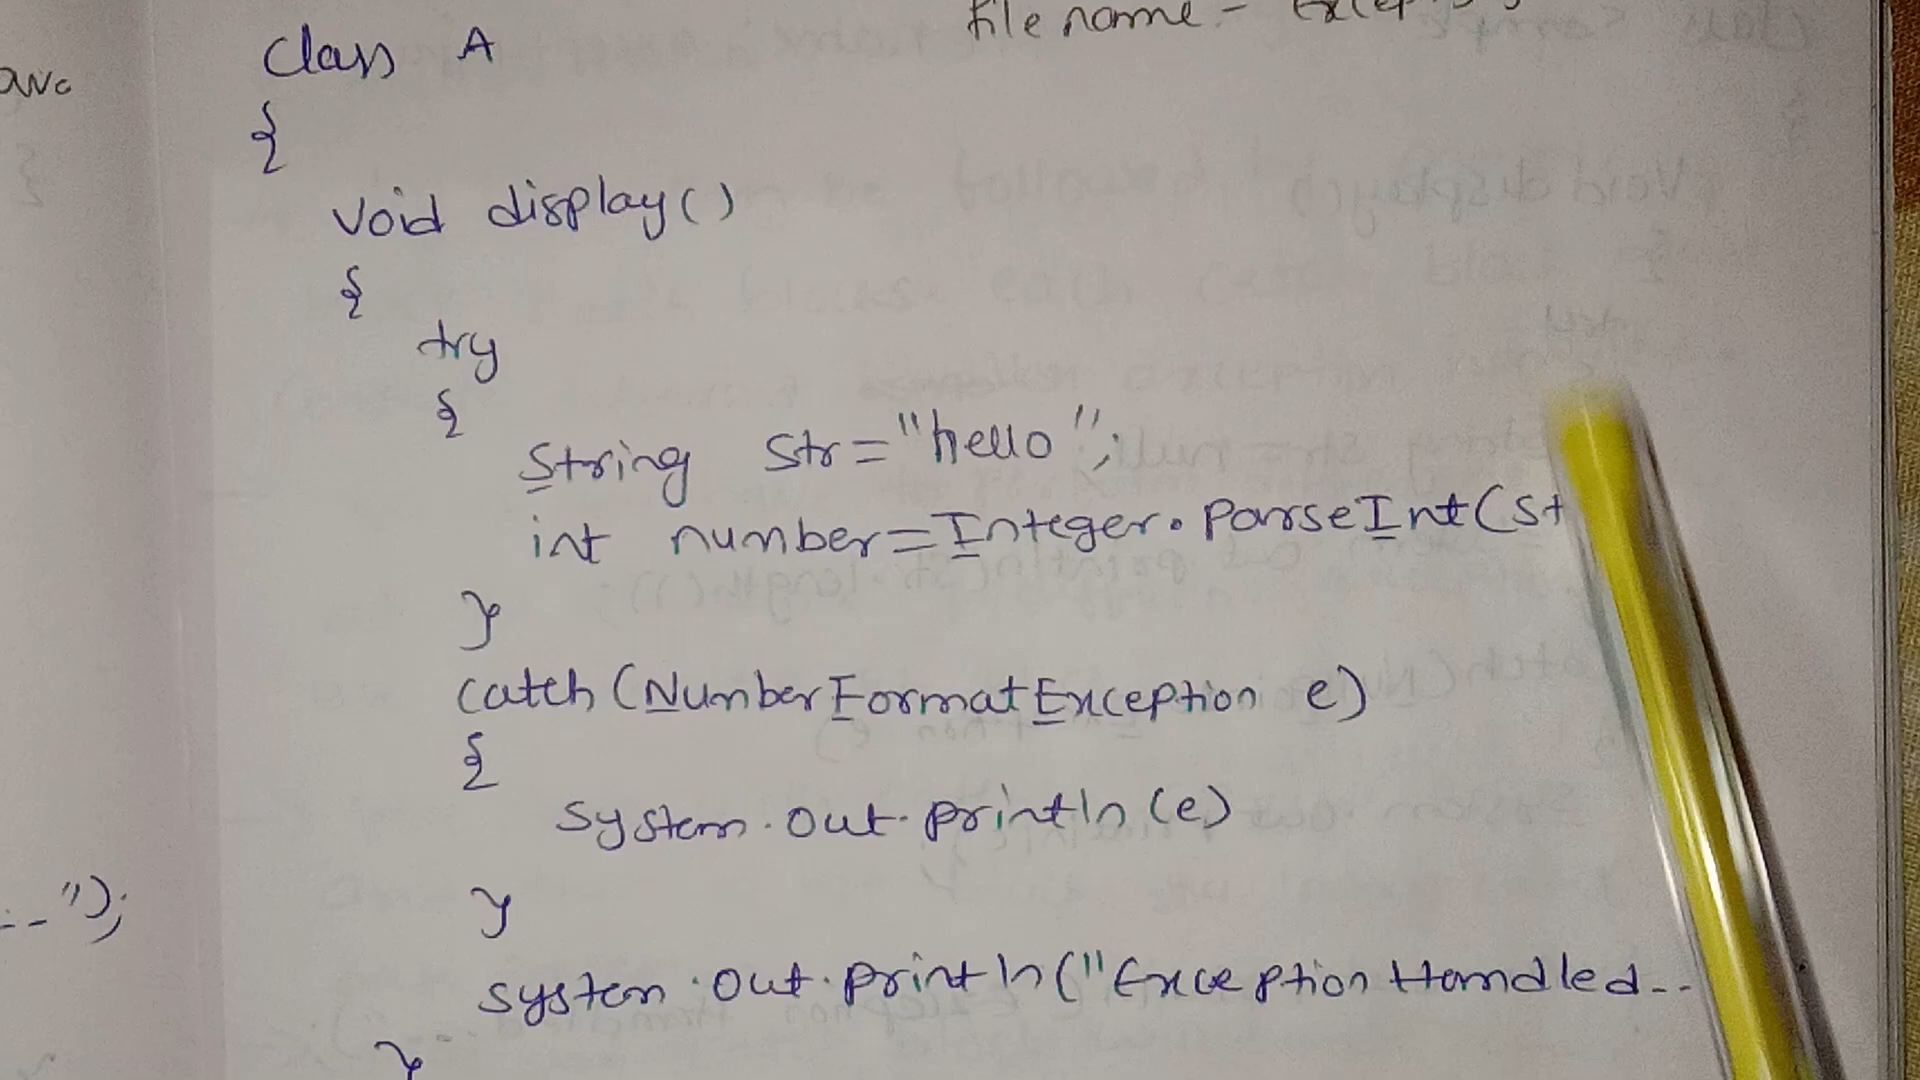 file name -
class A
{
void display()
{
try
{
String str="hello";
int number=Integer.parseInt(st
}
catch (NumberFormatException e)
{
system.out.println(e)
}
system.out.println("Exception Handled..
}
--");